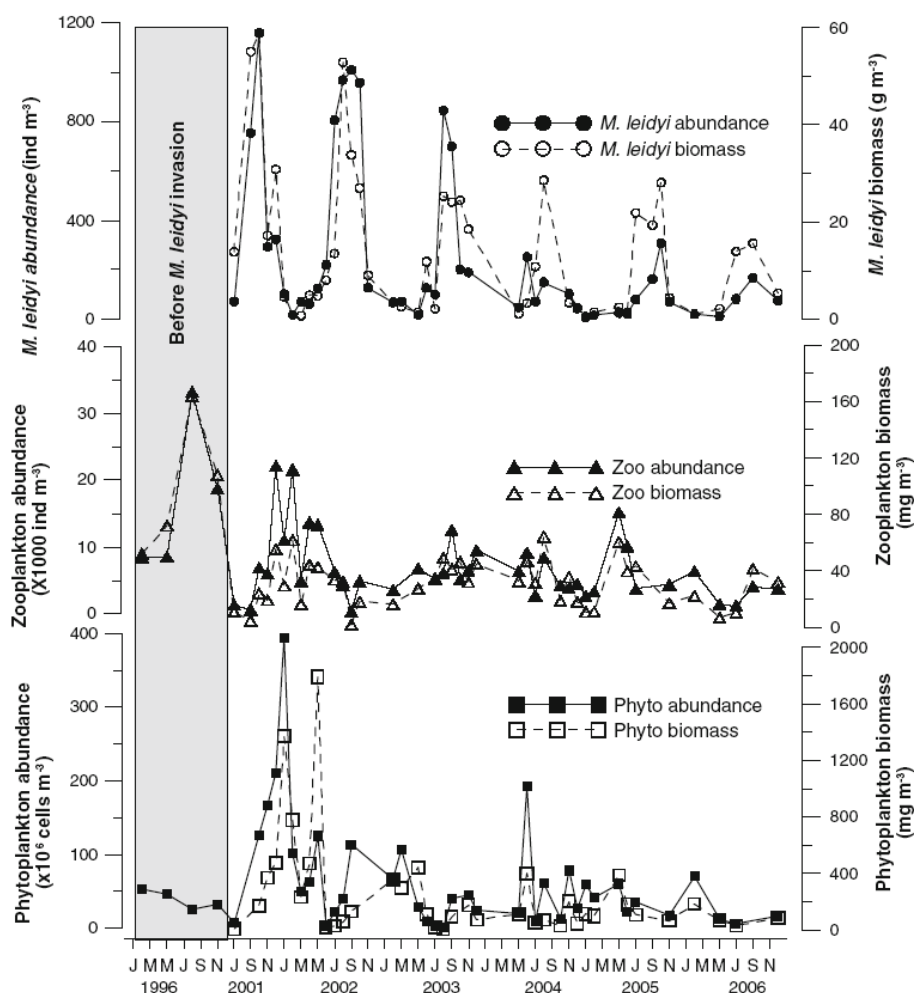 1200
800
400
0
M. leidyi abundance (ind m⁻³)
Before M. leidyi invasion
M. leidyi abundance
M. leidyi biomass
60
40
20
0
M. leidyi biomass (g m⁻³)
40
30
20
10
0
Zooplankton abundance
(X1000 ind m⁻³)
Zoo abundance
Zoo biomass
200
160
120
80
40
0
Zooplankton biomass
(mg m⁻³)
400
300
200
100
0
Phytoplankton abundance
(x10⁶ cells m⁻³)
Phyto abundance
Phyto biomass
2000
1600
1200
800
400
0
Phytoplankton biomass
(mg m⁻³)
J M M J S N J S N J M M J S N J M M J S N J M M J S N J M M J S N J M M J S N
1996 2001 2002 2003 2004 2005 2006